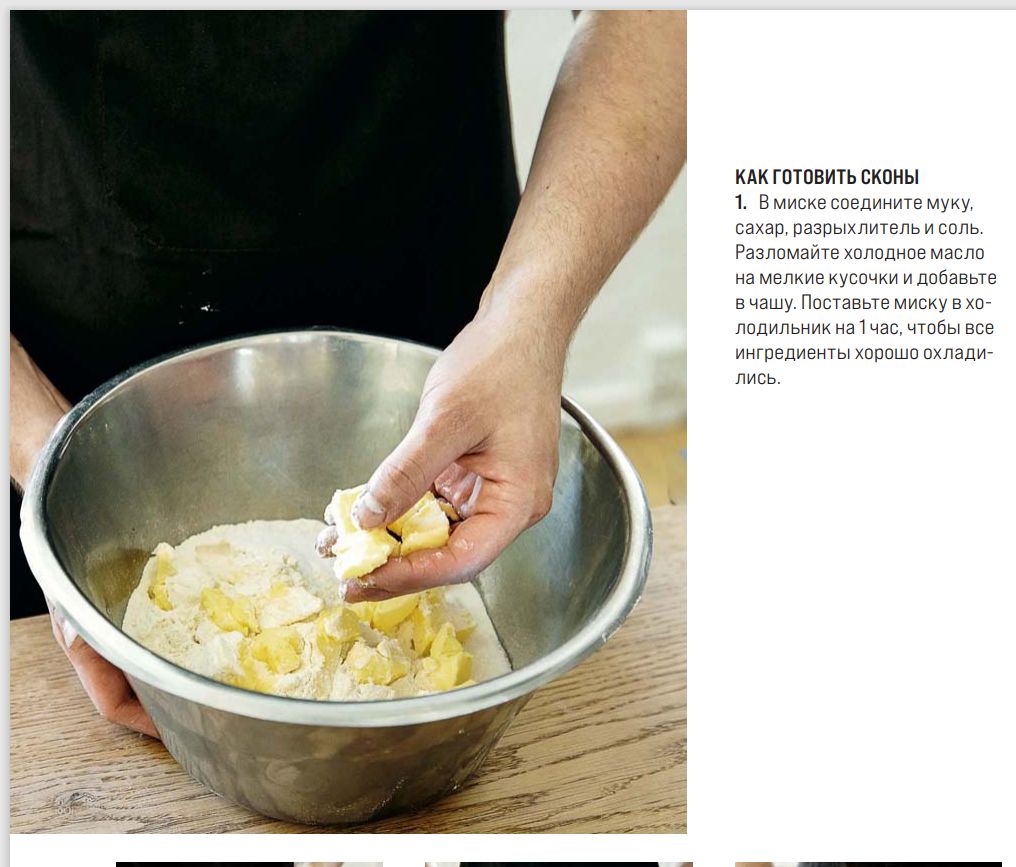 КАК ГОТОВИТЬ СКОНЫ
1. В миске соедините муку,
сахар, разрыхлитель и соль.
Разломайте холодное масло
на мелкие кусочки и добавьте
в чашу. Поставьте миску в хо-
лодильник на 1 час, чтобы все
ингредиенты хорошо охлади-
лись.